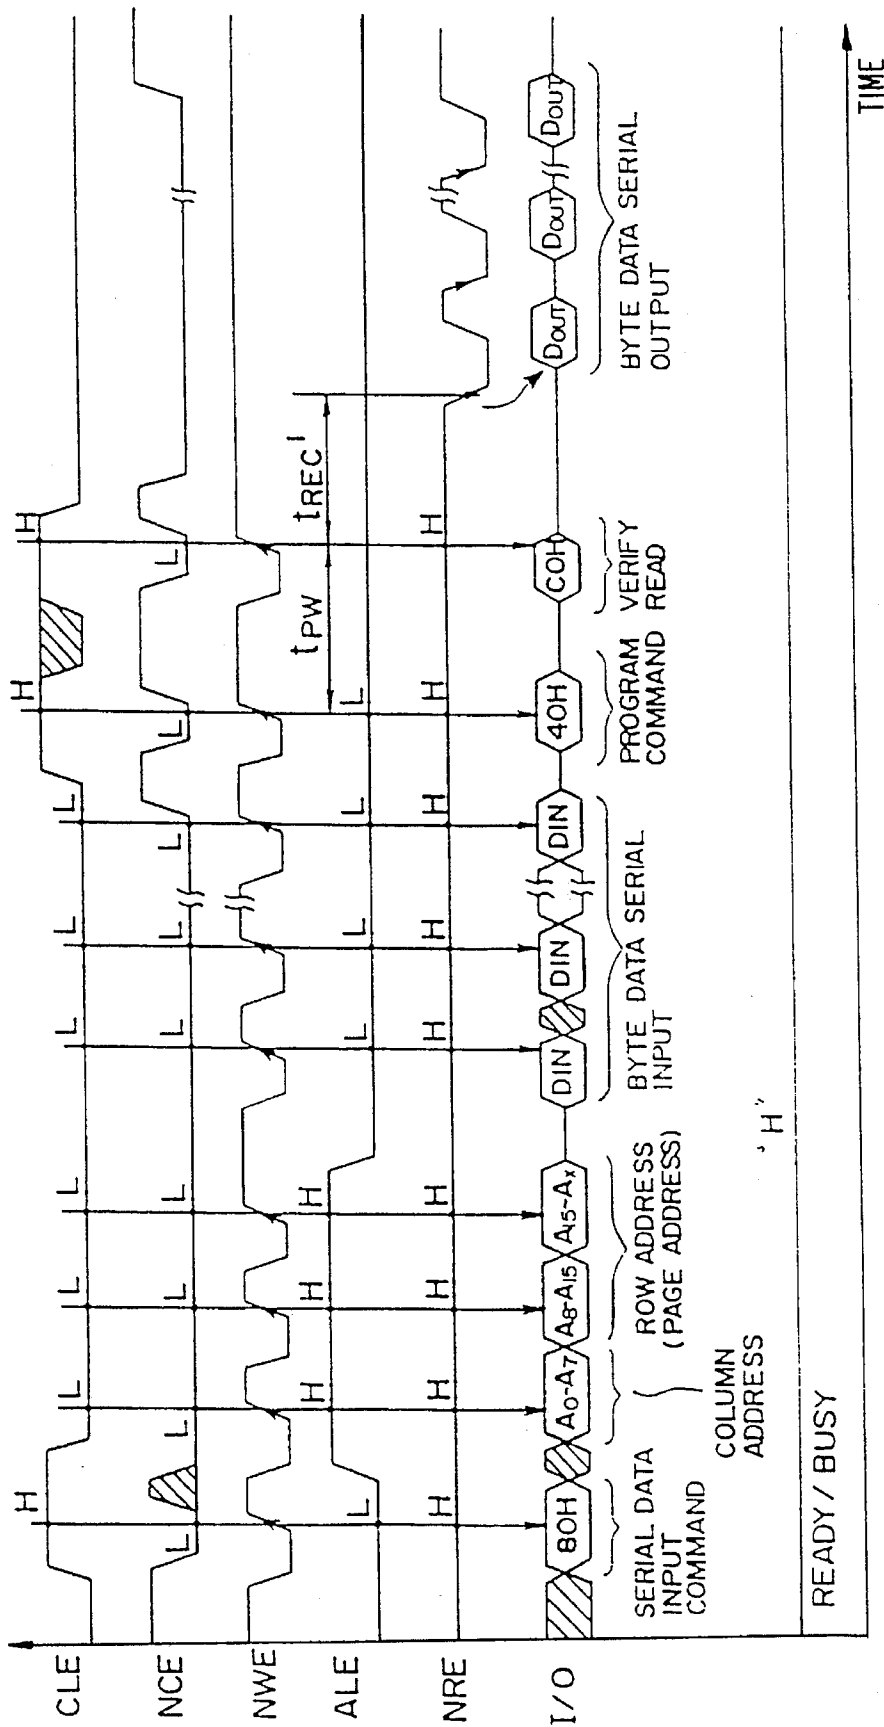 CLE
H
L
L
L
L
L
L
H
H
NCE
L
L
L
L
L
L
L
L
L
NWE
ALE
L
H
H
H
L
L
L
L
tPW
tREC'
NRE
H
H
H
H
H
H
H
H
H
I/O
80H
A0-A7
A8-A15
A15-AX
DIN
DIN
DIN
40H
COH
DOUT
DOUT
DOUT
SERIAL DATA
INPUT
COMMAND
COLUMN
ADDRESS
ROW ADDRESS
(PAGE ADDRESS)
BYTE DATA SERIAL
INPUT
PROGRAM
COMMAND
VERIFY
READ
BYTE DATA SERIAL
OUTPUT
READY/BUSY
"H"
TIME